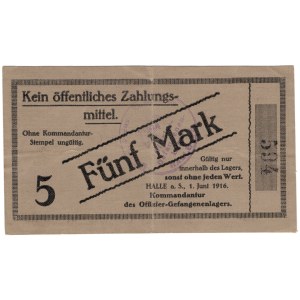 Kein öffentliches Zahlungs-
mittel.
Ohne Kommandantur-
Stempel ungültig.
5 Fünf Mark
Gültig nur
innerhalb des Lagers,
sonst ohne jeden Wert.
HALLE a. S., 1. Juni 1916.
Kommandantur
des Offizier-Gefangenenlagers.
504